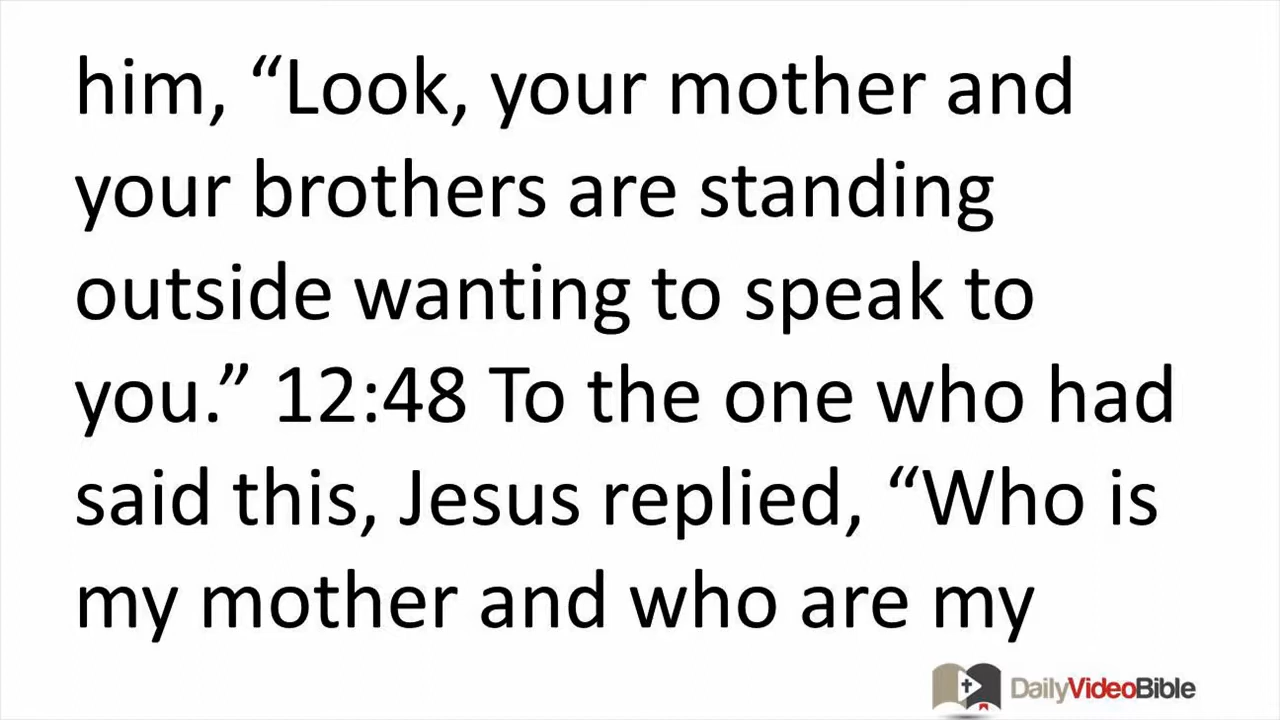 him, “Look, your mother and
your brothers are standing
outside wanting to speak to
you.” 12:48 To the one who had
said this, Jesus replied, “Who is
my mother and who are my
DailyVideoBible